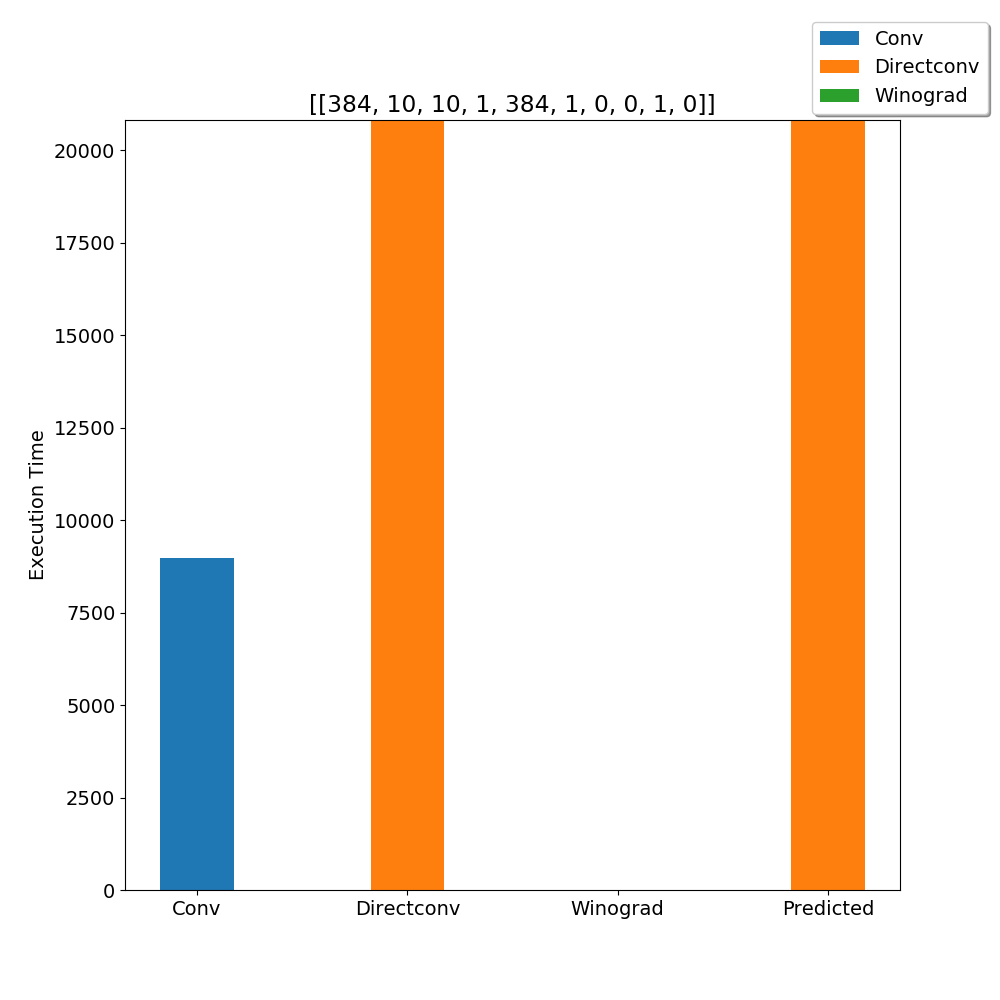 Conv
Directconv
Winograd
[[384, 10, 10, 1, 384, 1, 0, 0, 1, 0]]
20000
17500
15000
12500
10000
7500
5000
2500
0
Execution Time
Conv Directconv Winograd Predicted